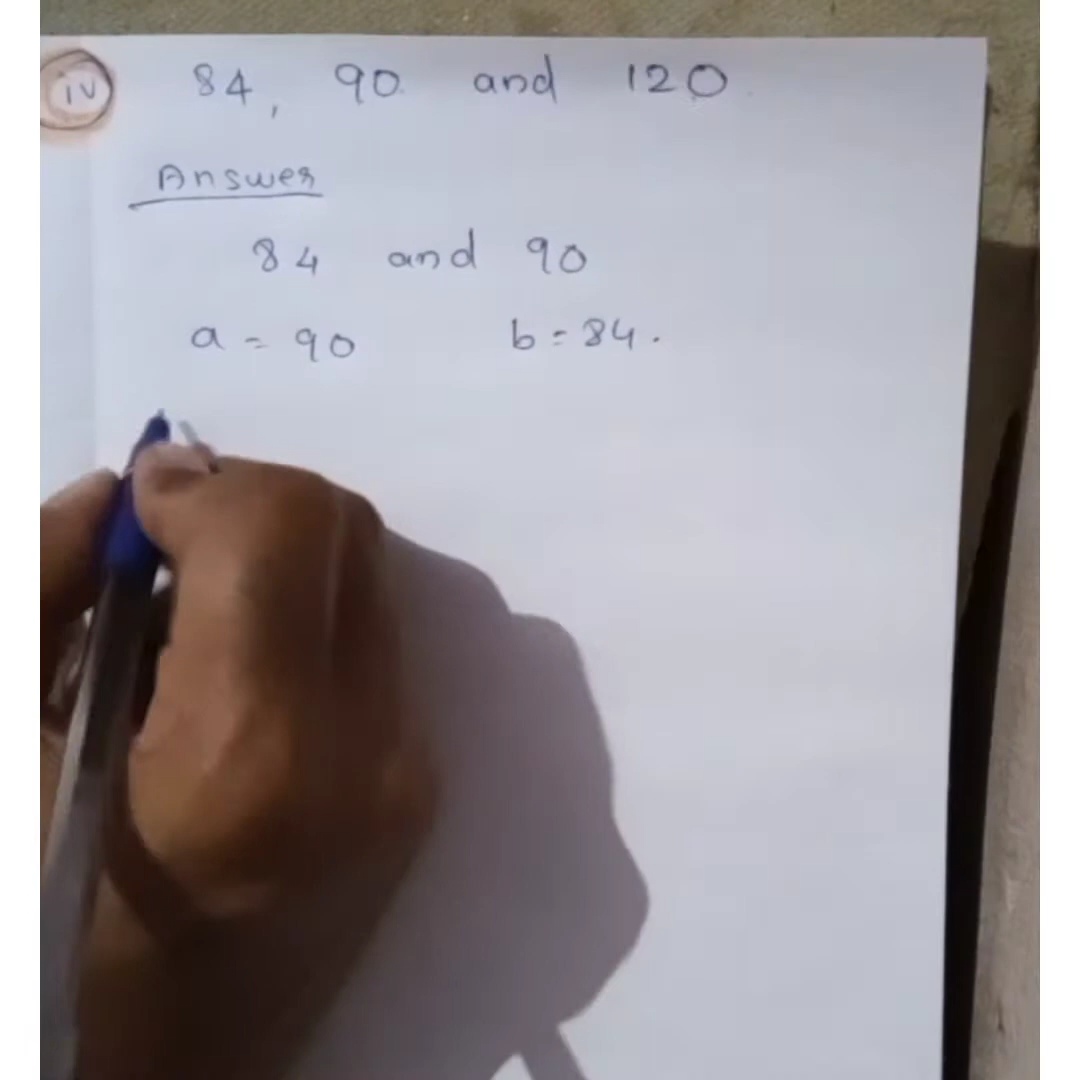 iv 84, 90 and 120
Answer
84 and 90
a = 90 b = 84.